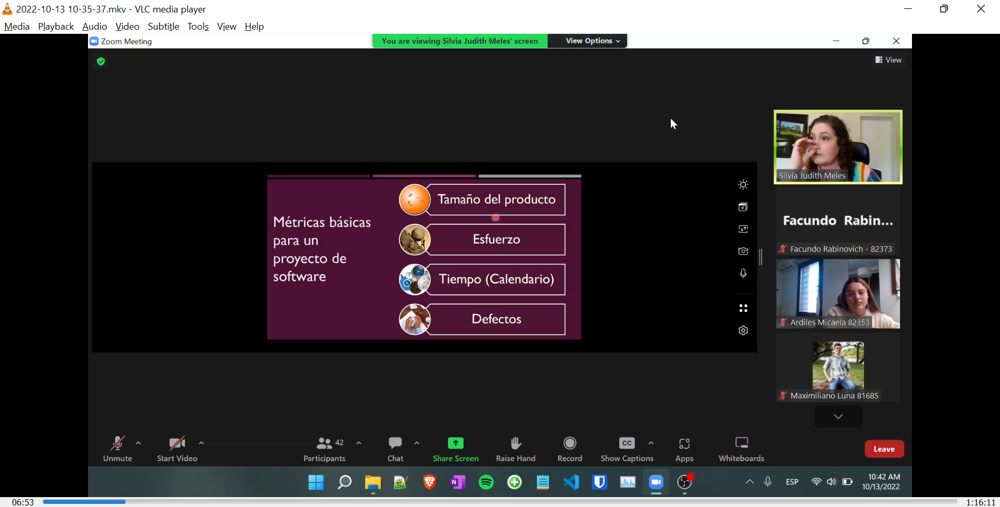 2022-10-13 10-35-37.mkv - VLC media player
Media Playback Audio Video Subtitle Tools View Help
Zoom Meeting
You are viewing Silvia Judith Meles' screen
View Options
View
Métricas básicas
para un
proyecto de
software
Tamaño del producto
Esfuerzo
Tiempo (Calendario)
Defectos
Silvia Judith Meles
Facundo Rabin...
Facundo Rabinovich - 82373
Ardiles Micaela 82353
Maximiliano Luna 81685
Unmute
Start Video
42
Participants
Chat
Share Screen
Raise Hand
Record
CC
Show Captions
Apps
Whiteboards
Leave
N
ESP
10:42 AM
10/13/2022
06:53
1:16:11